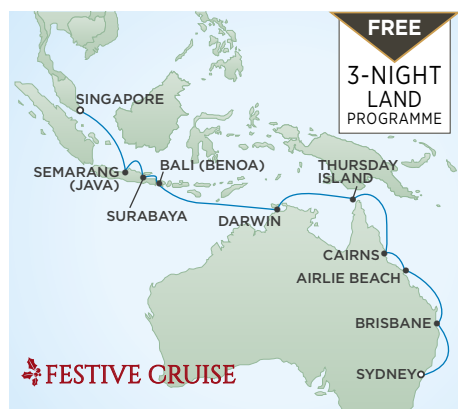 FREE
3-NIGHT
LAND
PROGRAMME
SINGAPORE
SEMARANG
(JAVA)
BALI (BENOA)
SURABAYA
THURSDAY
ISLAND
DARWIN
CAIRNS
AIRLIE BEACH
BRISBANE
SYDNEY
FESTIVE CRUISE